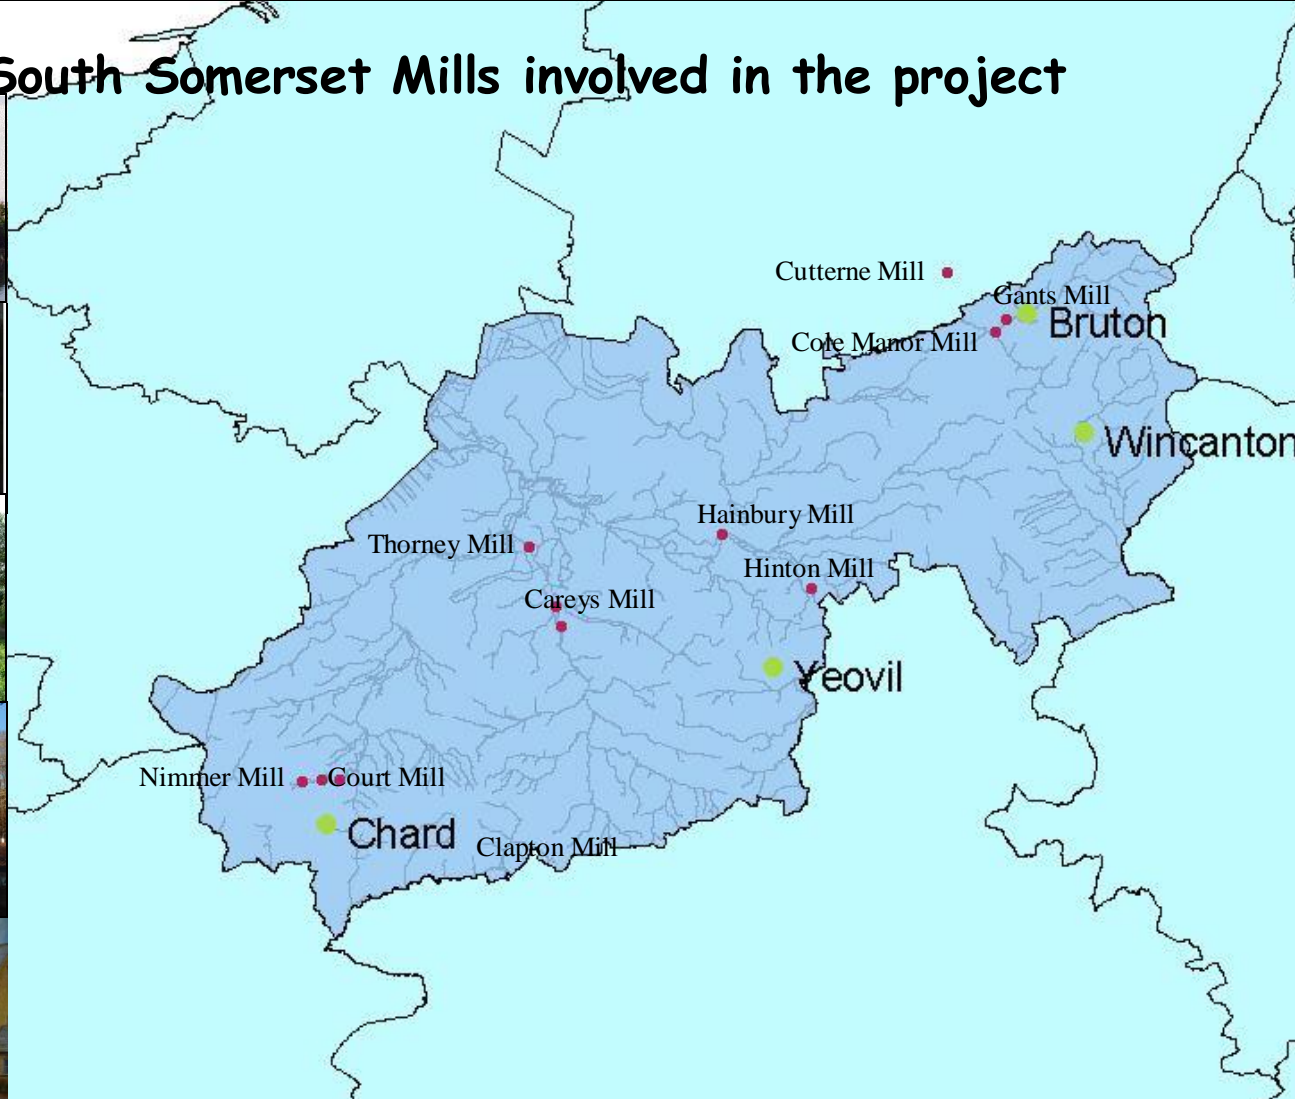 South Somerset Mills involved in the project
Cutterne Mill
Gants Mill
Bruton
Cole Manor Mill
Wincanton
Hainbury Mill
Thorney Mill
Hinton Mill
Careys Mill
Yeovil
Nimmer Mill
Court Mill
Chard
Clapton Mill